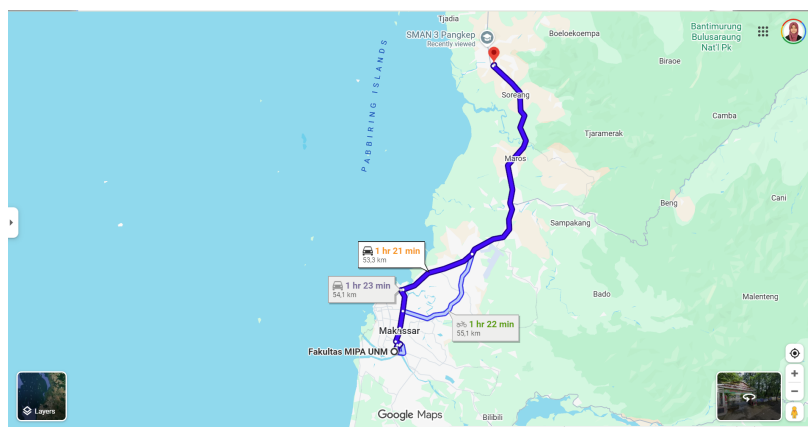 Tjadia
SMAN 3 Pangkep
Recently viewed
Boeloekoempa
Bantimurung
Bulusaraung
Nat'l Pk
Biraoe
PABBIRING ISLANDS
Soreang
Camba
Tjaramerak
Maros
Cani
Beng
Sampakang
1 hr 21 min
53,3 km
1 hr 23 min
54,1 km
Bado
Malenteng
1 hr 22 min
55,1 km
Makassar
Fakultas MIPA UNM
Layers
Google Maps
Bilibili